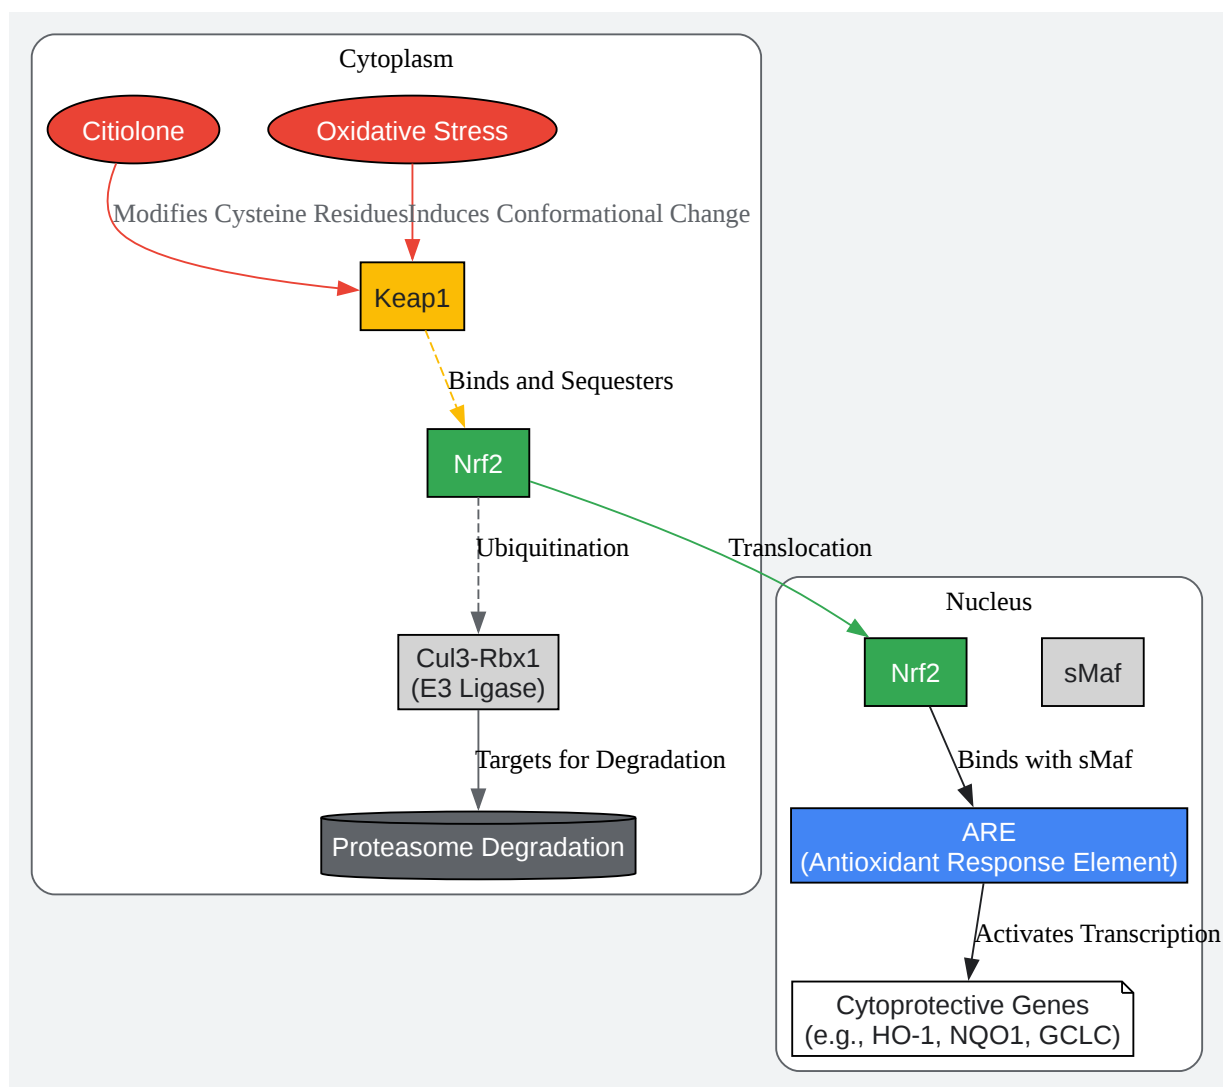 Cytoplasm
Citiolone
Oxidative Stress
Modifies Cysteine Residues
Induces Conformational Change
Keap1
Binds and Sequesters
Nrf2
Ubiquitination
Translocation
Nucleus
Cul3-Rbx1
(E3 Ligase)
Nrf2
sMaf
Targets for Degradation
Binds with sMaf
Proteasome Degradation
ARE
(Antioxidant Response Element)
Activates Transcription
Cytoprotective Genes
(e.g., HO-1, NQO1, GCLC)